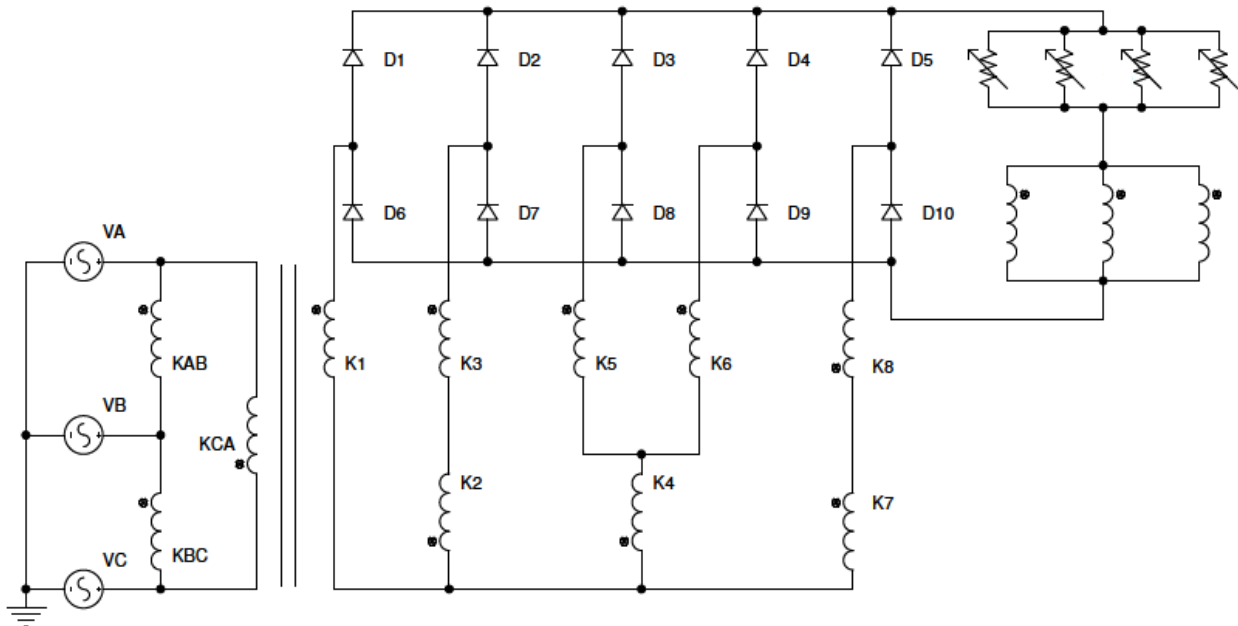 D1 D2 D3 D4 D5
D6 D7 D8 D9 D10
VA
K1 K3 K5 K6 K8
KAB
VB
KCA
K2 K4 K7
KBC
VC